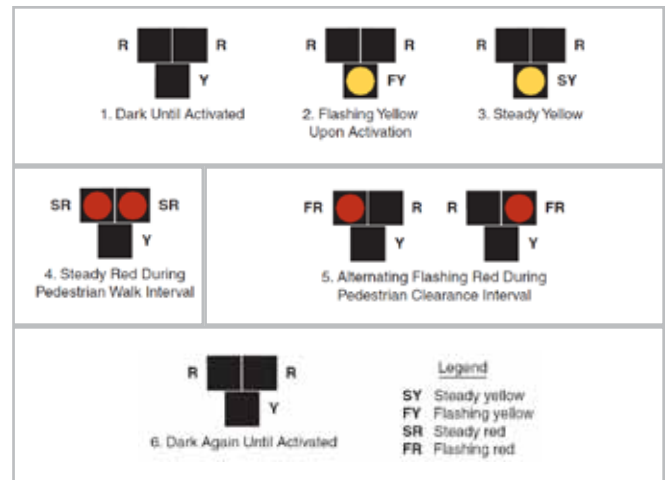 R R R R R R
Y FY SY
1. Dark Until Activated 2. Flashing Yellow 3. Steady Yellow
Upon Activation
SR SR FR R R FR
Y Y Y
4. Steady Red During 5. Alternating Flashing Red During
Pedestrian Walk Interval Pedestrian Clearance Interval
R R
Y
6. Dark Again Until Activated
Legend
SY Steady yellow
FY Flashing yellow
SR Steady red
FR Flashing red